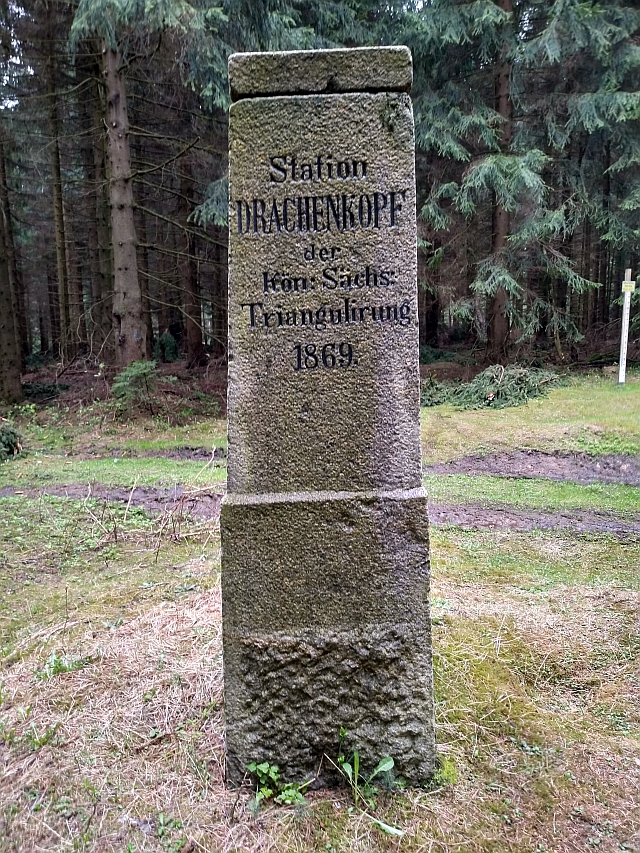 Station
DRACHENKOPF
der
Kön: Sächs:
Triangulirung
1869.